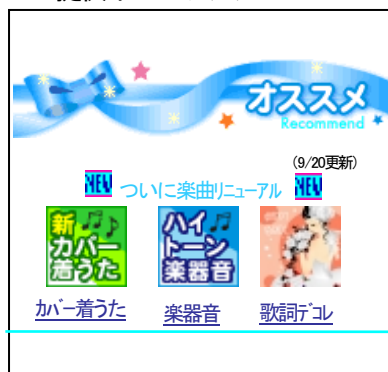 オススメ
Recommend
(9/20更新)
NEW ついに楽曲ﾘﾆｭｰｱﾙ NEW
新
カバー
着うた
ハイ
トーン
楽器音
ｶﾊﾞｰ着うた
楽器音
歌詞ﾃﾞｺﾚ